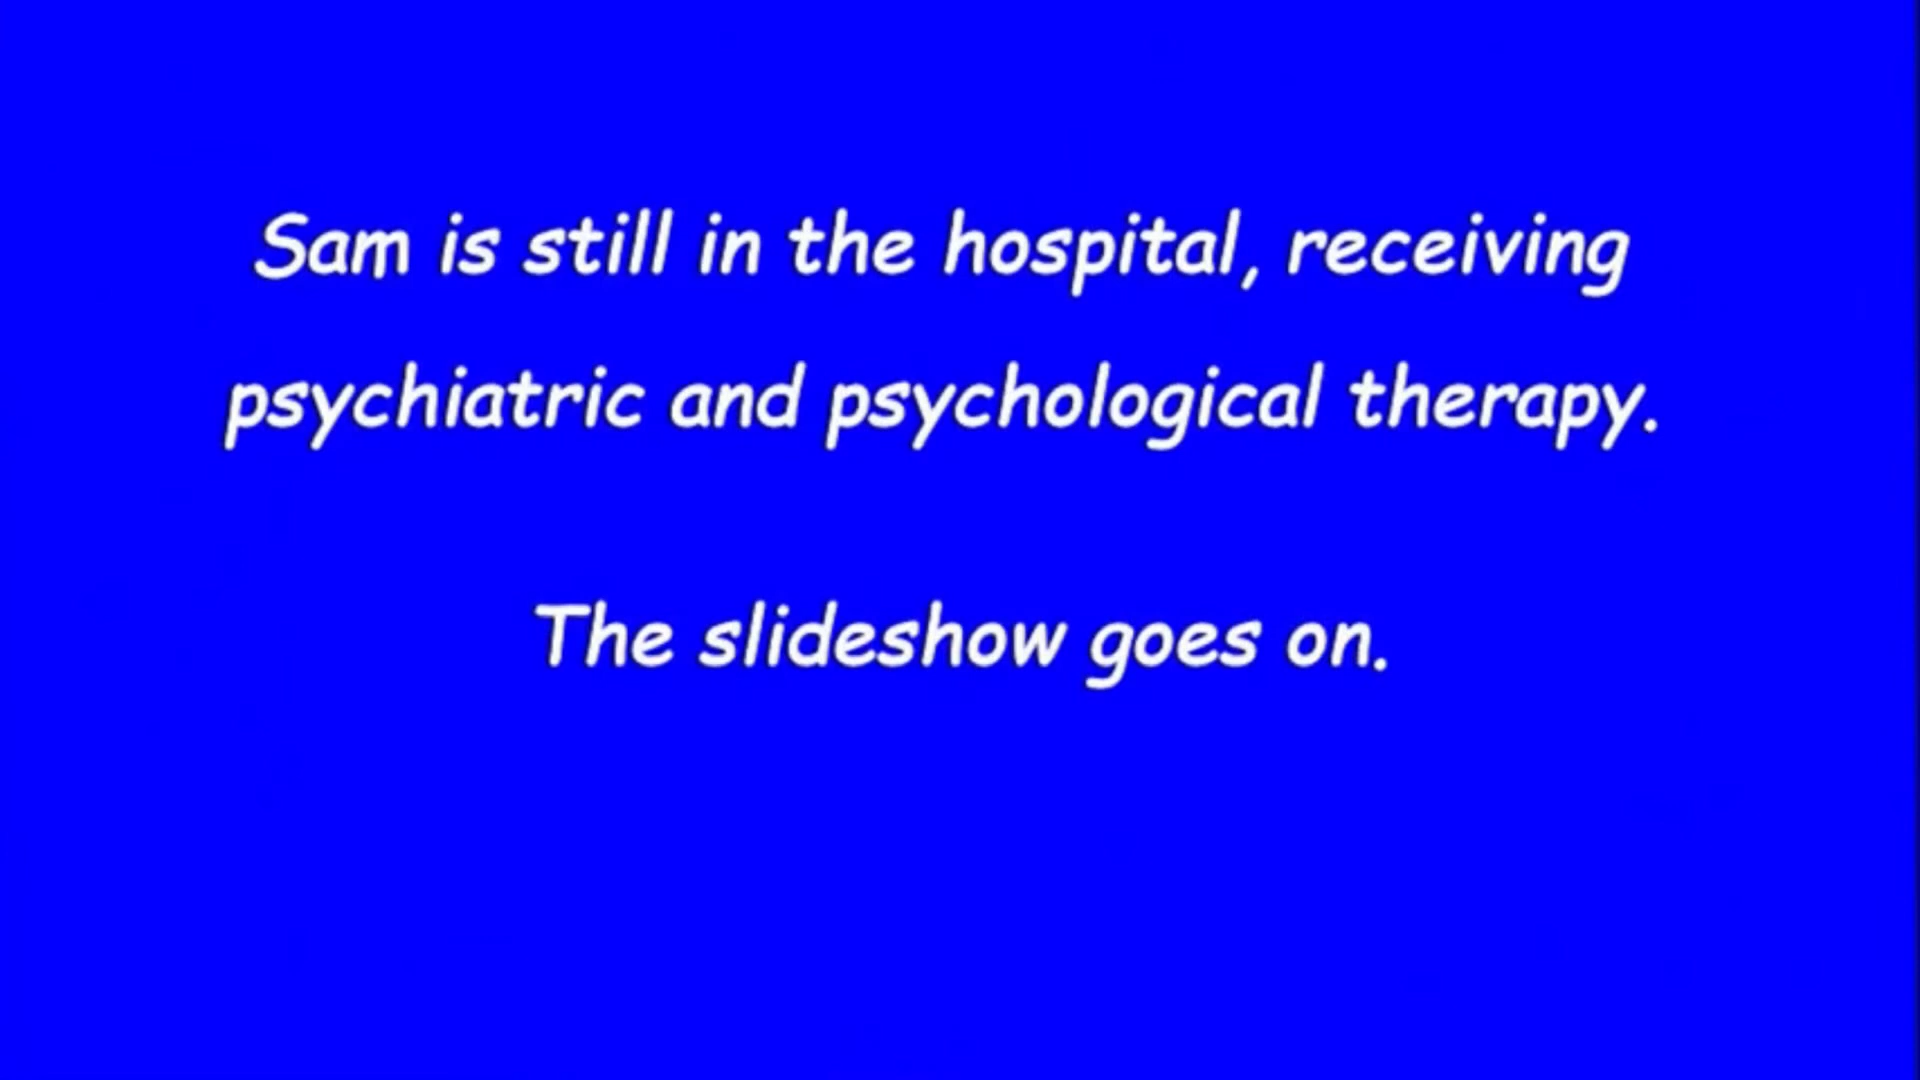 Sam is still in the hospital, receiving
psychiatric and psychological therapy.
The slideshow goes on.